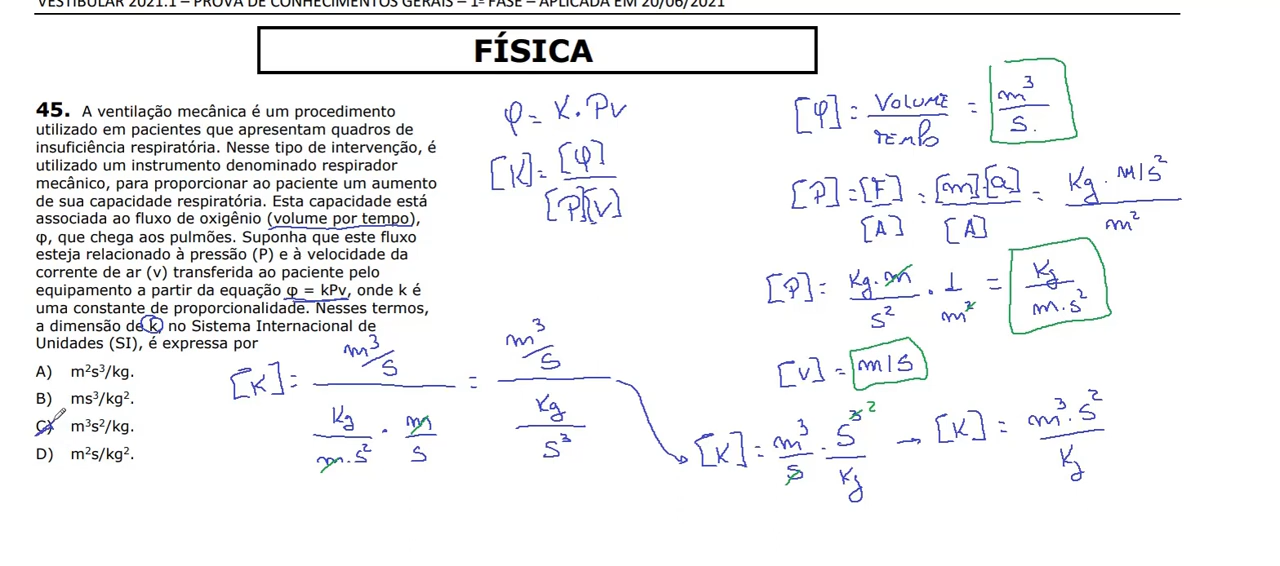 VESTIBULAR 2021.1 – PROVA DE CONHECIMENTOS GERAIS – 1ª FASE – APLICADA EM 20/06/2021
FÍSICA
45. A ventilação mecânica é um procedimento
utilizado em pacientes que apresentam quadros de
insuficiência respiratória. Nesse tipo de intervenção, é
utilizado um instrumento denominado respirador
mecânico, para proporcionar ao paciente um aumento
de sua capacidade respiratória. Esta capacidade está
associada ao fluxo de oxigênio (volume por tempo),
φ, que chega aos pulmões. Suponha que este fluxo
esteja relacionado à pressão (P) e à velocidade da
corrente de ar (v) transferida ao paciente pelo
equipamento a partir da equação φ = kPv, onde k é
uma constante de proporcionalidade. Nesses termos,
a dimensão de k, no Sistema Internacional de
Unidades (SI), é expressa por
A) m²s³/kg.
B) ms³/kg².
C) m³s²/kg.
D) m²s/kg².
φ = K . Pv
[K] = [φ] / [P][v]
[φ] = VOLUME / TEMPO = m³ / s.
[P] = [F] / [A] = [m].[a] / [A] = Kg . m/s² / m²
[P] = Kg . m / s² . 1 / m² = Kg / m . s²
[v] = m/s
[K] = m³/s / Kg / m . s² . m / s = m³/s / Kg / s³
[K] = m³ / s . s³ ² / Kg → [K] = m³ . s² / Kg